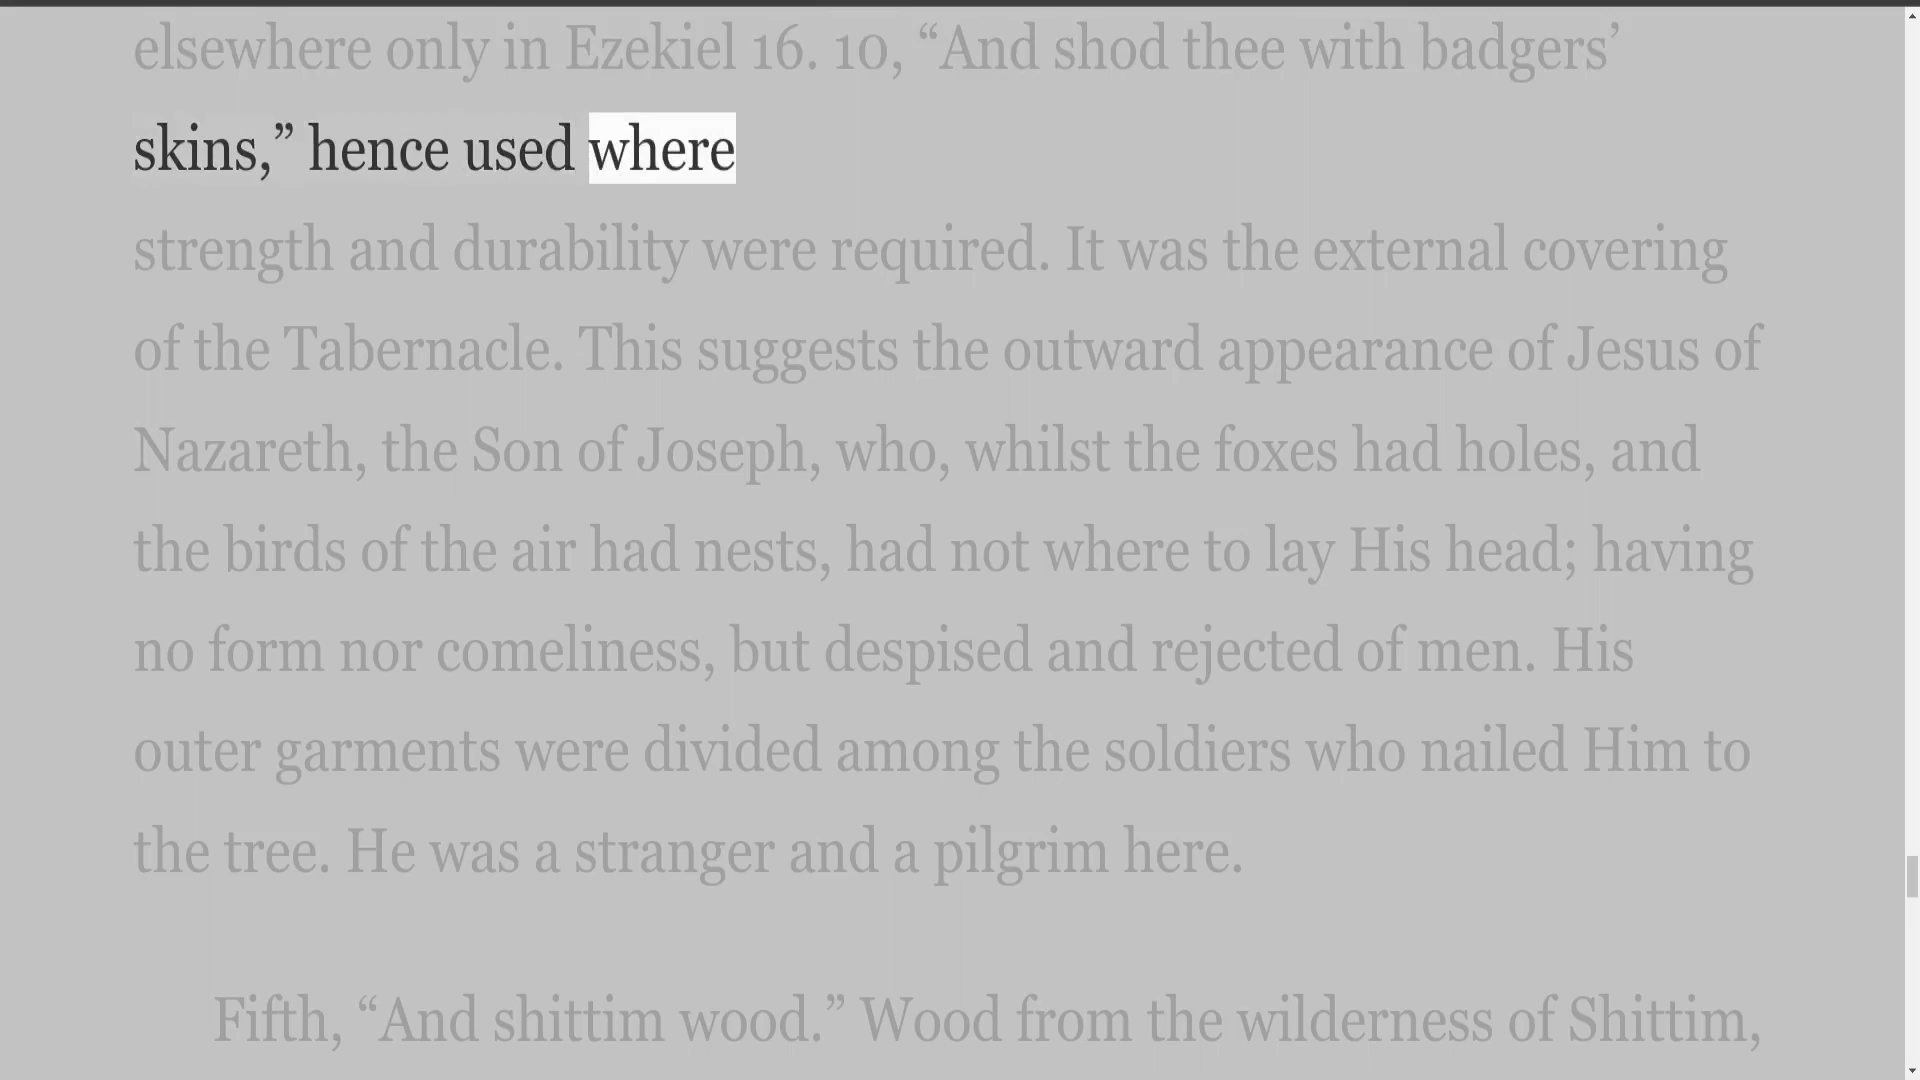 elsewhere only in Ezekiel 16. 10, “And shod thee with badgers’
skins,” hence used where
strength and durability were required. It was the external covering
of the Tabernacle. This suggests the outward appearance of Jesus of
Nazareth, the Son of Joseph, who, whilst the foxes had holes, and
the birds of the air had nests, had not where to lay His head; having
no form nor comeliness, but despised and rejected of men. His
outer garments were divided among the soldiers who nailed Him to
the tree. He was a stranger and a pilgrim here.
Fifth, “And shittim wood.” Wood from the wilderness of Shittim,